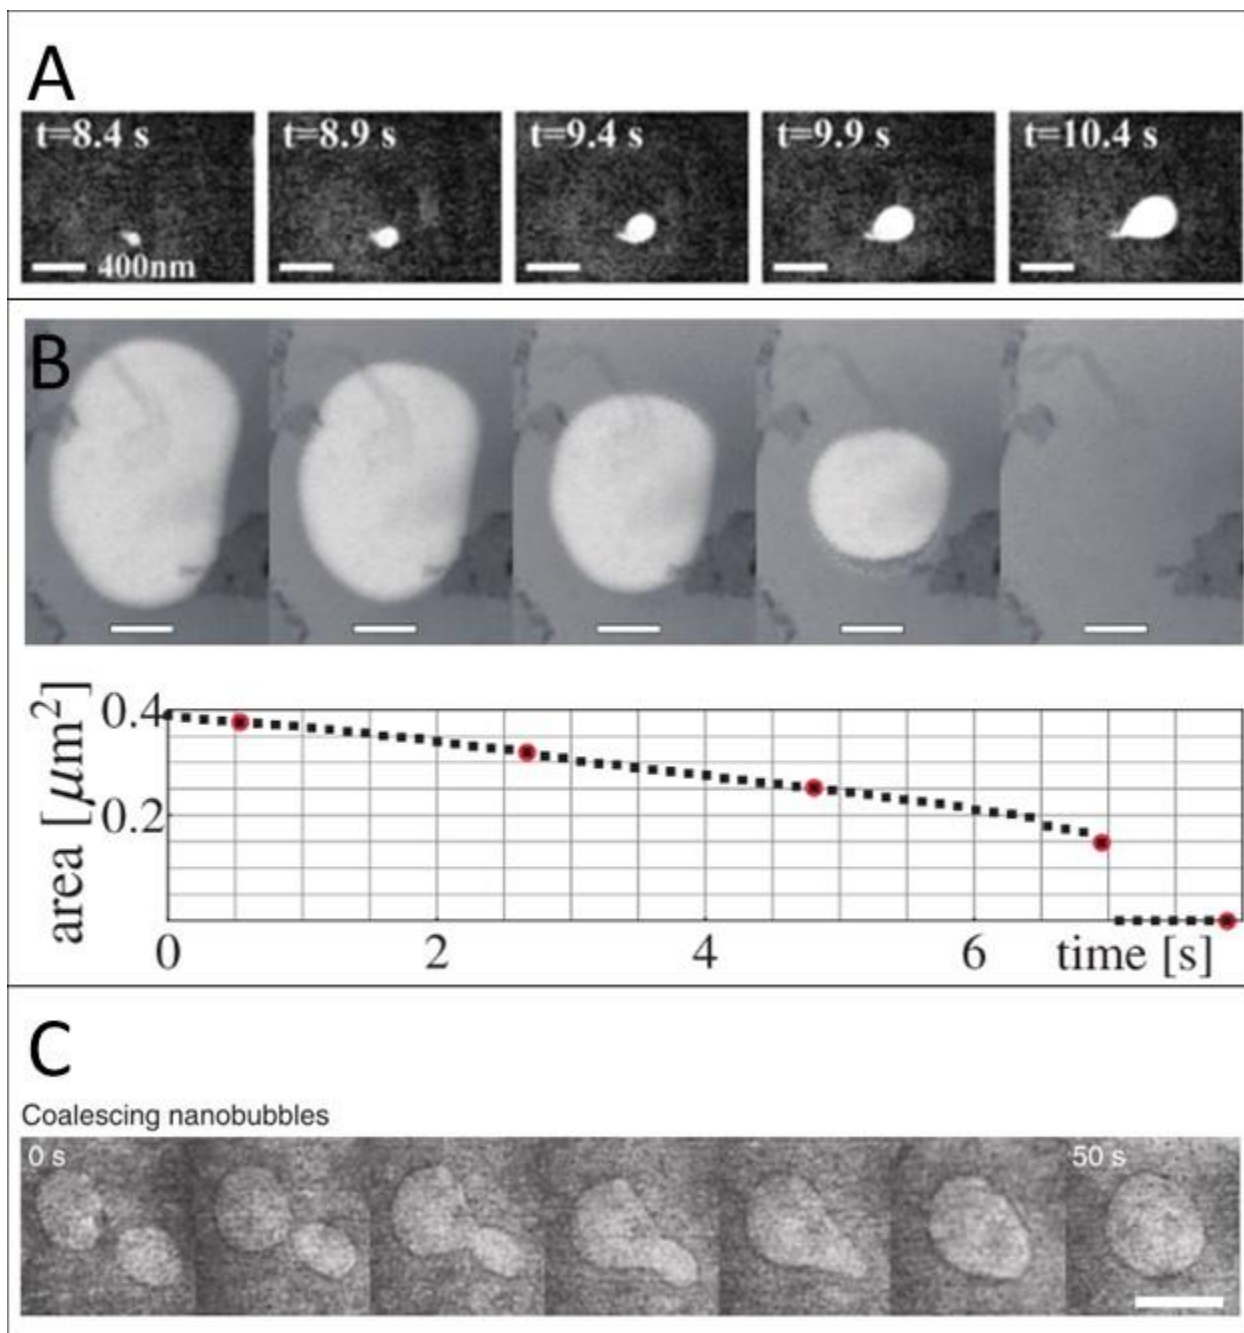 A
t=8.4 s t=8.9 s t=9.4 s t=9.9 s t=10.4 s
400nm
B
area [μm²]
0.4
0.2
0 2 4 6 time [s]
C
Coalescing nanobubbles
0 s 50 s